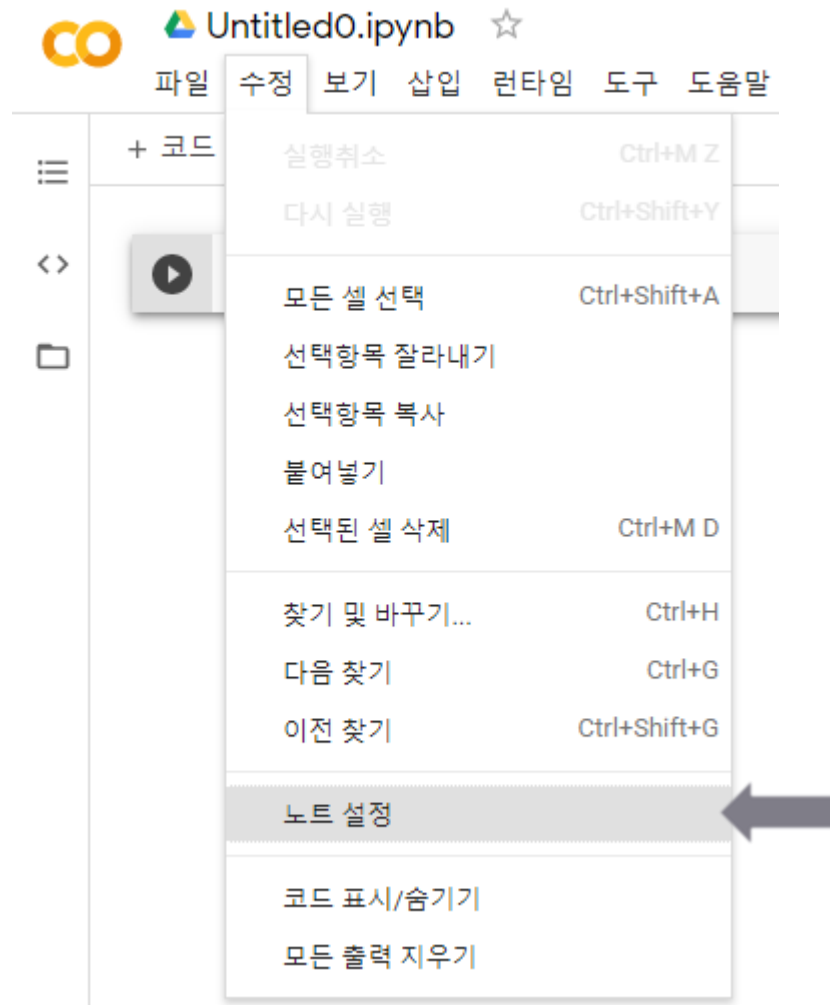 Untitled0.ipynb
파일 수정 보기 삽입 런타임 도구 도움말
+ 코드
실행취소 Ctrl+M Z
다시 실행 Ctrl+Shift+Y
모든 셀 선택 Ctrl+Shift+A
선택항목 잘라내기
선택항목 복사
붙여넣기
선택된 셀 삭제 Ctrl+M D
찾기 및 바꾸기... Ctrl+H
다음 찾기 Ctrl+G
이전 찾기 Ctrl+Shift+G
노트 설정
코드 표시/숨기기
모든 출력 지우기